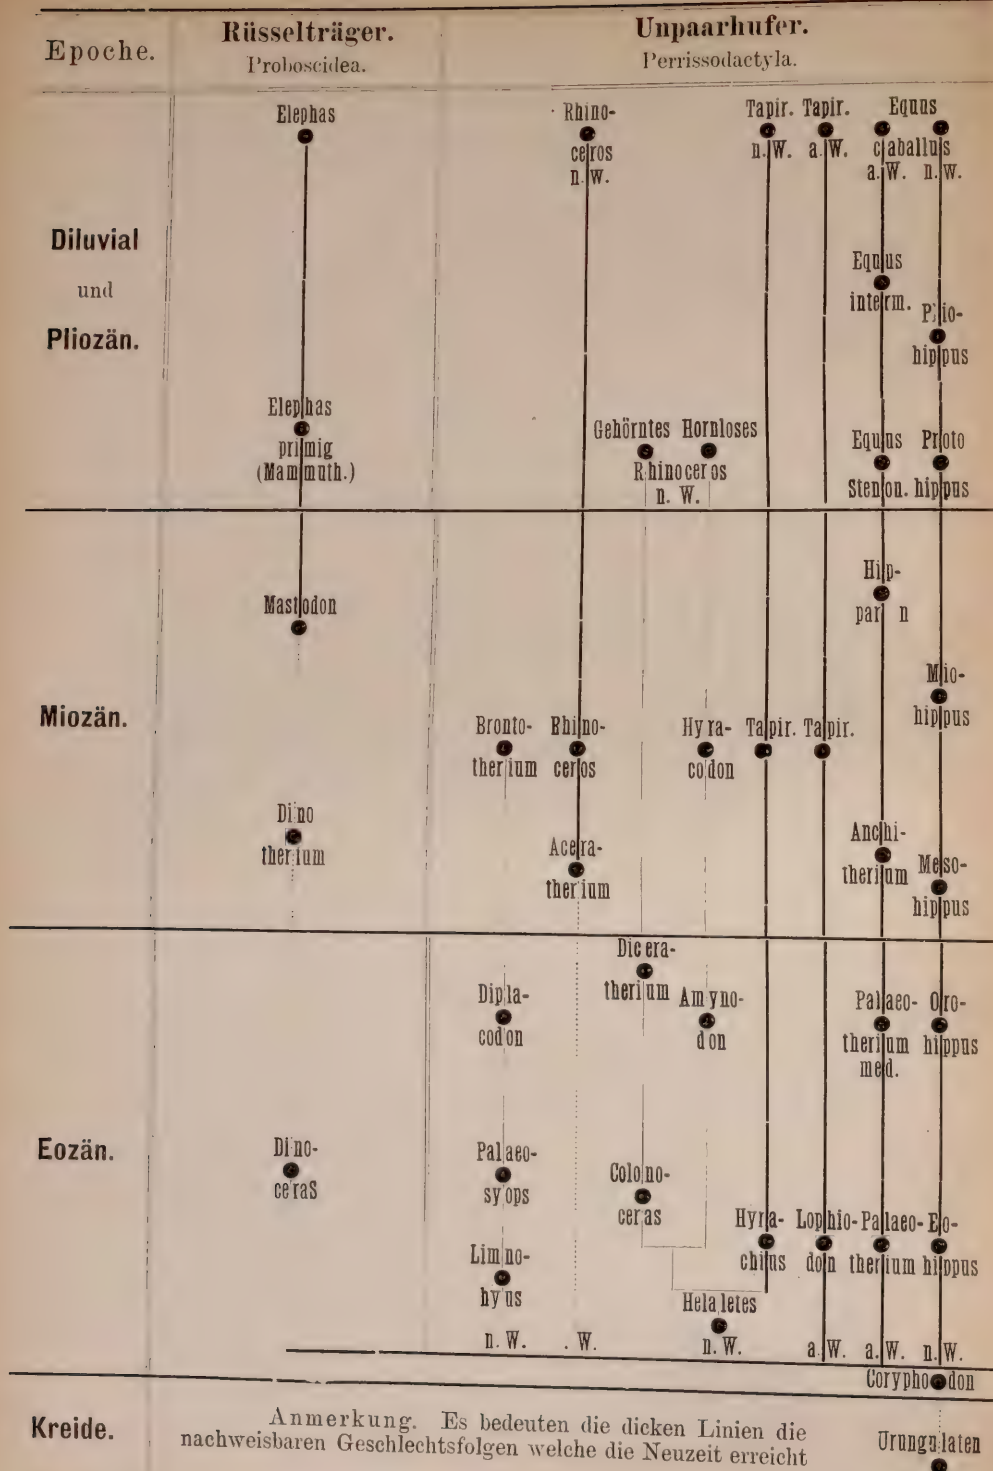 Epoche.
Rüsselträger.
Proboscidea.
Unpaarhufer.
Perrissodactyla.
Diluvial
und
Pliozän.
Elephas
Rhino-
ceros
n. W.
Tapir. Tapir.
n. W. a. W.
Equus
caballuis
a. W. n. W.
Equus
interm.
Plio-
hippus
Elephas
primig
(Mammuth.)
Gehörntes Hornloses
Rhinoceros
n. W.
Equus Proto
Stenon. hippus
Miozän.
Mastodon
Hip-
par n
Mio-
hippus
Bronto-
therium
Rhino-
ceros
Hyra-
codon
Tapir. Tapir.
Dino
therium
Acera-
therium
Anchi-
therium
Meso-
hippus
Eozän.
Dicera-
therium
Dipla-
codon
Amyno-
don
Palaeo-
therium
med.
Oro-
hippus
Dino-
ceras
Palaeo-
syops
Colono-
ceras
Hyra-
chius
Lophio-
don
Palaeo-
therium
Eo-
hippus
Limno-
hyus
Helaletes
n. W. . W. n. W. a. W. a. W. n. W.
Coryphodon
Kreide.
Anmerkung. Es bedeuten die dicken Linien die
nachweisbaren Geschlechtsfolgen welche die Neuzeit erreicht
Urungulaten